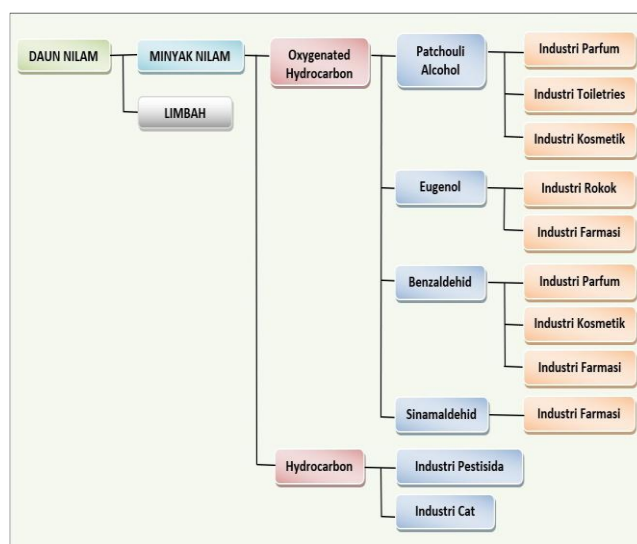 DAUN NILAM
MINYAK NILAM
LIMBAH
Oxygenated
Hydrocarbon
Patchouli
Alcohol
Industri Parfum
Industri Toiletries
Industri Kosmetik
Eugenol
Industri Rokok
Industri Farmasi
Benzaldehid
Industri Parfum
Industri Kosmetik
Industri Farmasi
Sinamaldehid
Industri Farmasi
Hydrocarbon
Industri Pestisida
Industri Cat